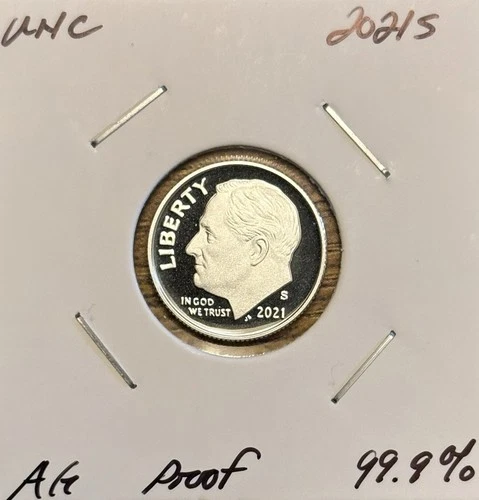 UNC 2021S
LIBERTY
IN GOD
WE TRUST
S
2021
AG Proof 99.9%